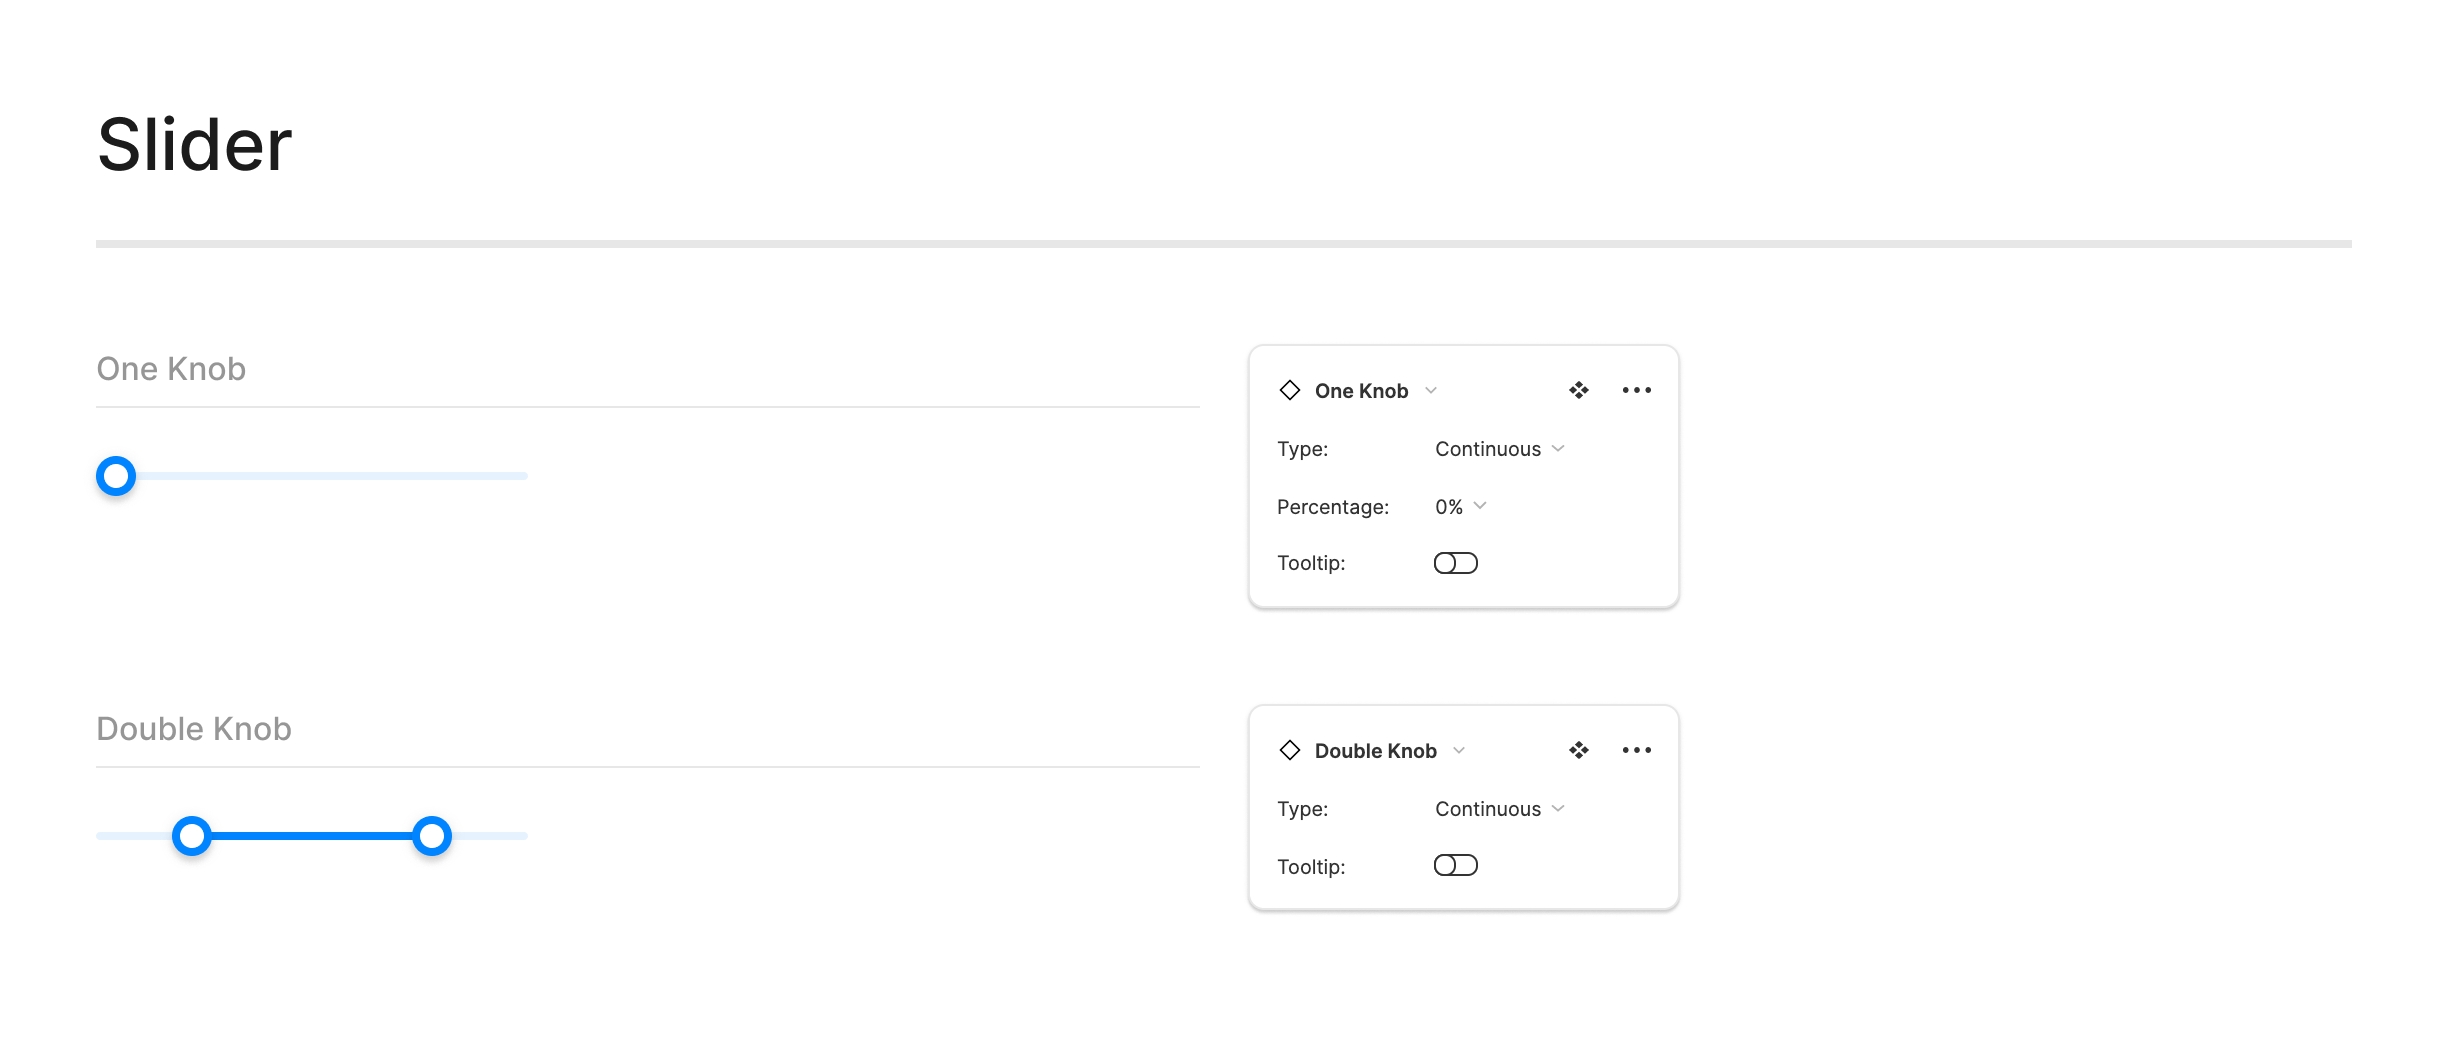 Slider
One Knob
One Knob
Type: Continuous
Percentage: 0%
Tooltip:
Double Knob
Double Knob
Type: Continuous
Tooltip: